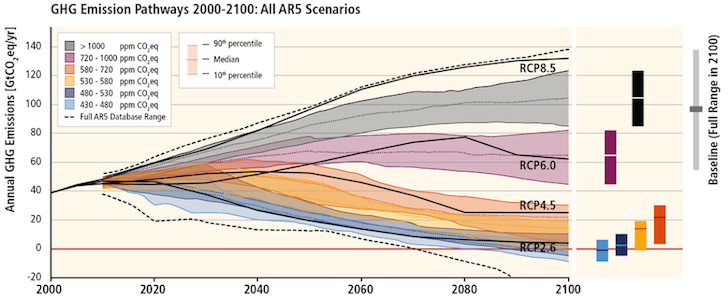 GHG Emission Pathways 2000-2100: All AR5 Scenarios
Annual GHG Emissions [GtCO2eq/yr]
140
120
100
80
60
40
20
0
-20
> 1000 ppm CO2eq
720 - 1000 ppm CO2eq
580 - 720 ppm CO2eq
530 - 580 ppm CO2eq
480 - 530 ppm CO2eq
430 - 480 ppm CO2eq
Full AR5 Database Range
90th percentile
Median
10th percentile
RCP8.5
RCP6.0
RCP4.5
RCP2.6
2000 2020 2040 2060 2080 2100
Baseline (Full Range in 2100)